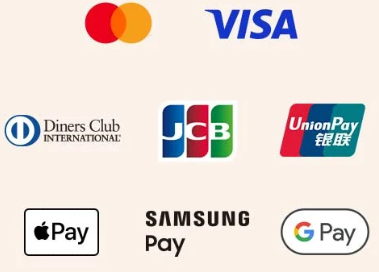 VISA
Diners Club
INTERNATIONAL®
JCB
UnionPay
银联
Pay
SAMSUNG
Pay
G Pay